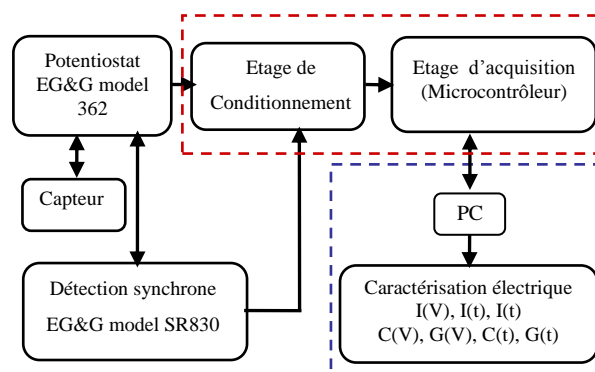 Potentiostat
EG&G model
362
Etage de
Conditionnement
Etage d'acquisition
(Microcontrôleur)
Capteur
PC
Détection synchrone
EG&G model SR830
Caractérisation électrique
I(V), I(t), I(t)
C(V), G(V), C(t), G(t)